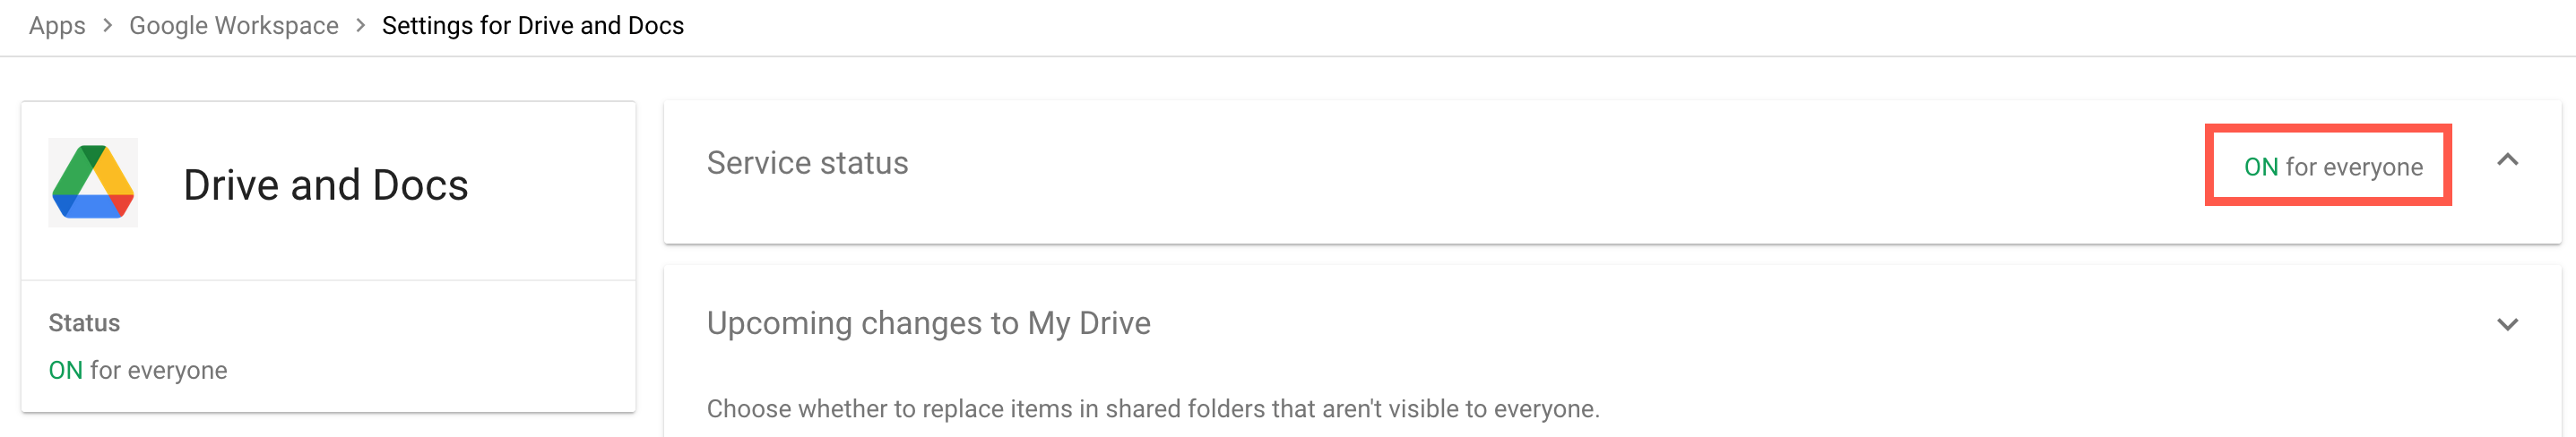 Apps > Google Workspace > Settings for Drive and Docs
Drive and Docs
Status
ON for everyone
Service status
ON for everyone
Upcoming changes to My Drive
Choose whether to replace items in shared folders that aren't visible to everyone.